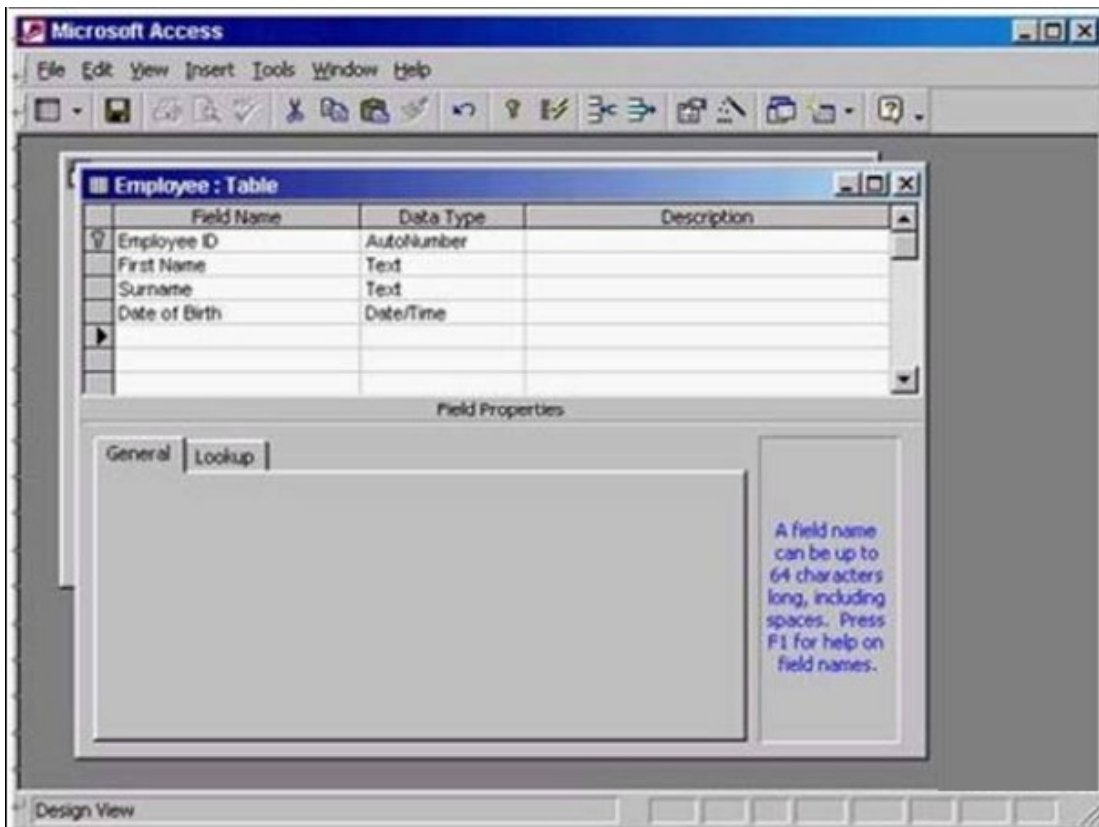 Microsoft Access
File Edit View Insert Tools Window Help
Employee : Table
Field Name Data Type Description
Employee ID AutoNumber
First Name Text
Surname Text
Date of Birth Date/Time
Field Properties
General Lookup
A field name
can be up to
64 characters
long, including
spaces. Press
F1 for help on
field names.
Design View